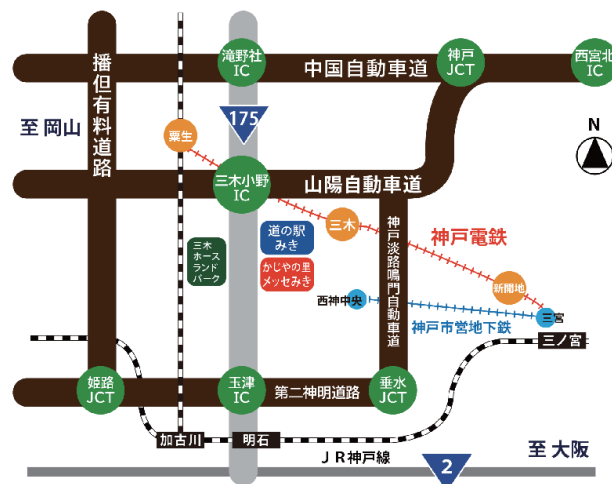 滝野社
IC
中国自動車道
神戸
JCT
西宮北
IC
播但有料道路
至 岡山
175
粟生
N
三木小野
IC
山陽自動車道
三木
神戸電鉄
道の駅
みき
三木
ホース
ランド
パーク
かじやの里
メッセみき
神戸淡路鳴門自動車道
新開地
西神中央
三宮
神戸市営地下鉄
三ノ宮
姫路
JCT
玉津
IC
第二神明道路
垂水
JCT
加古川
明石
JR神戸線
至 大阪
2